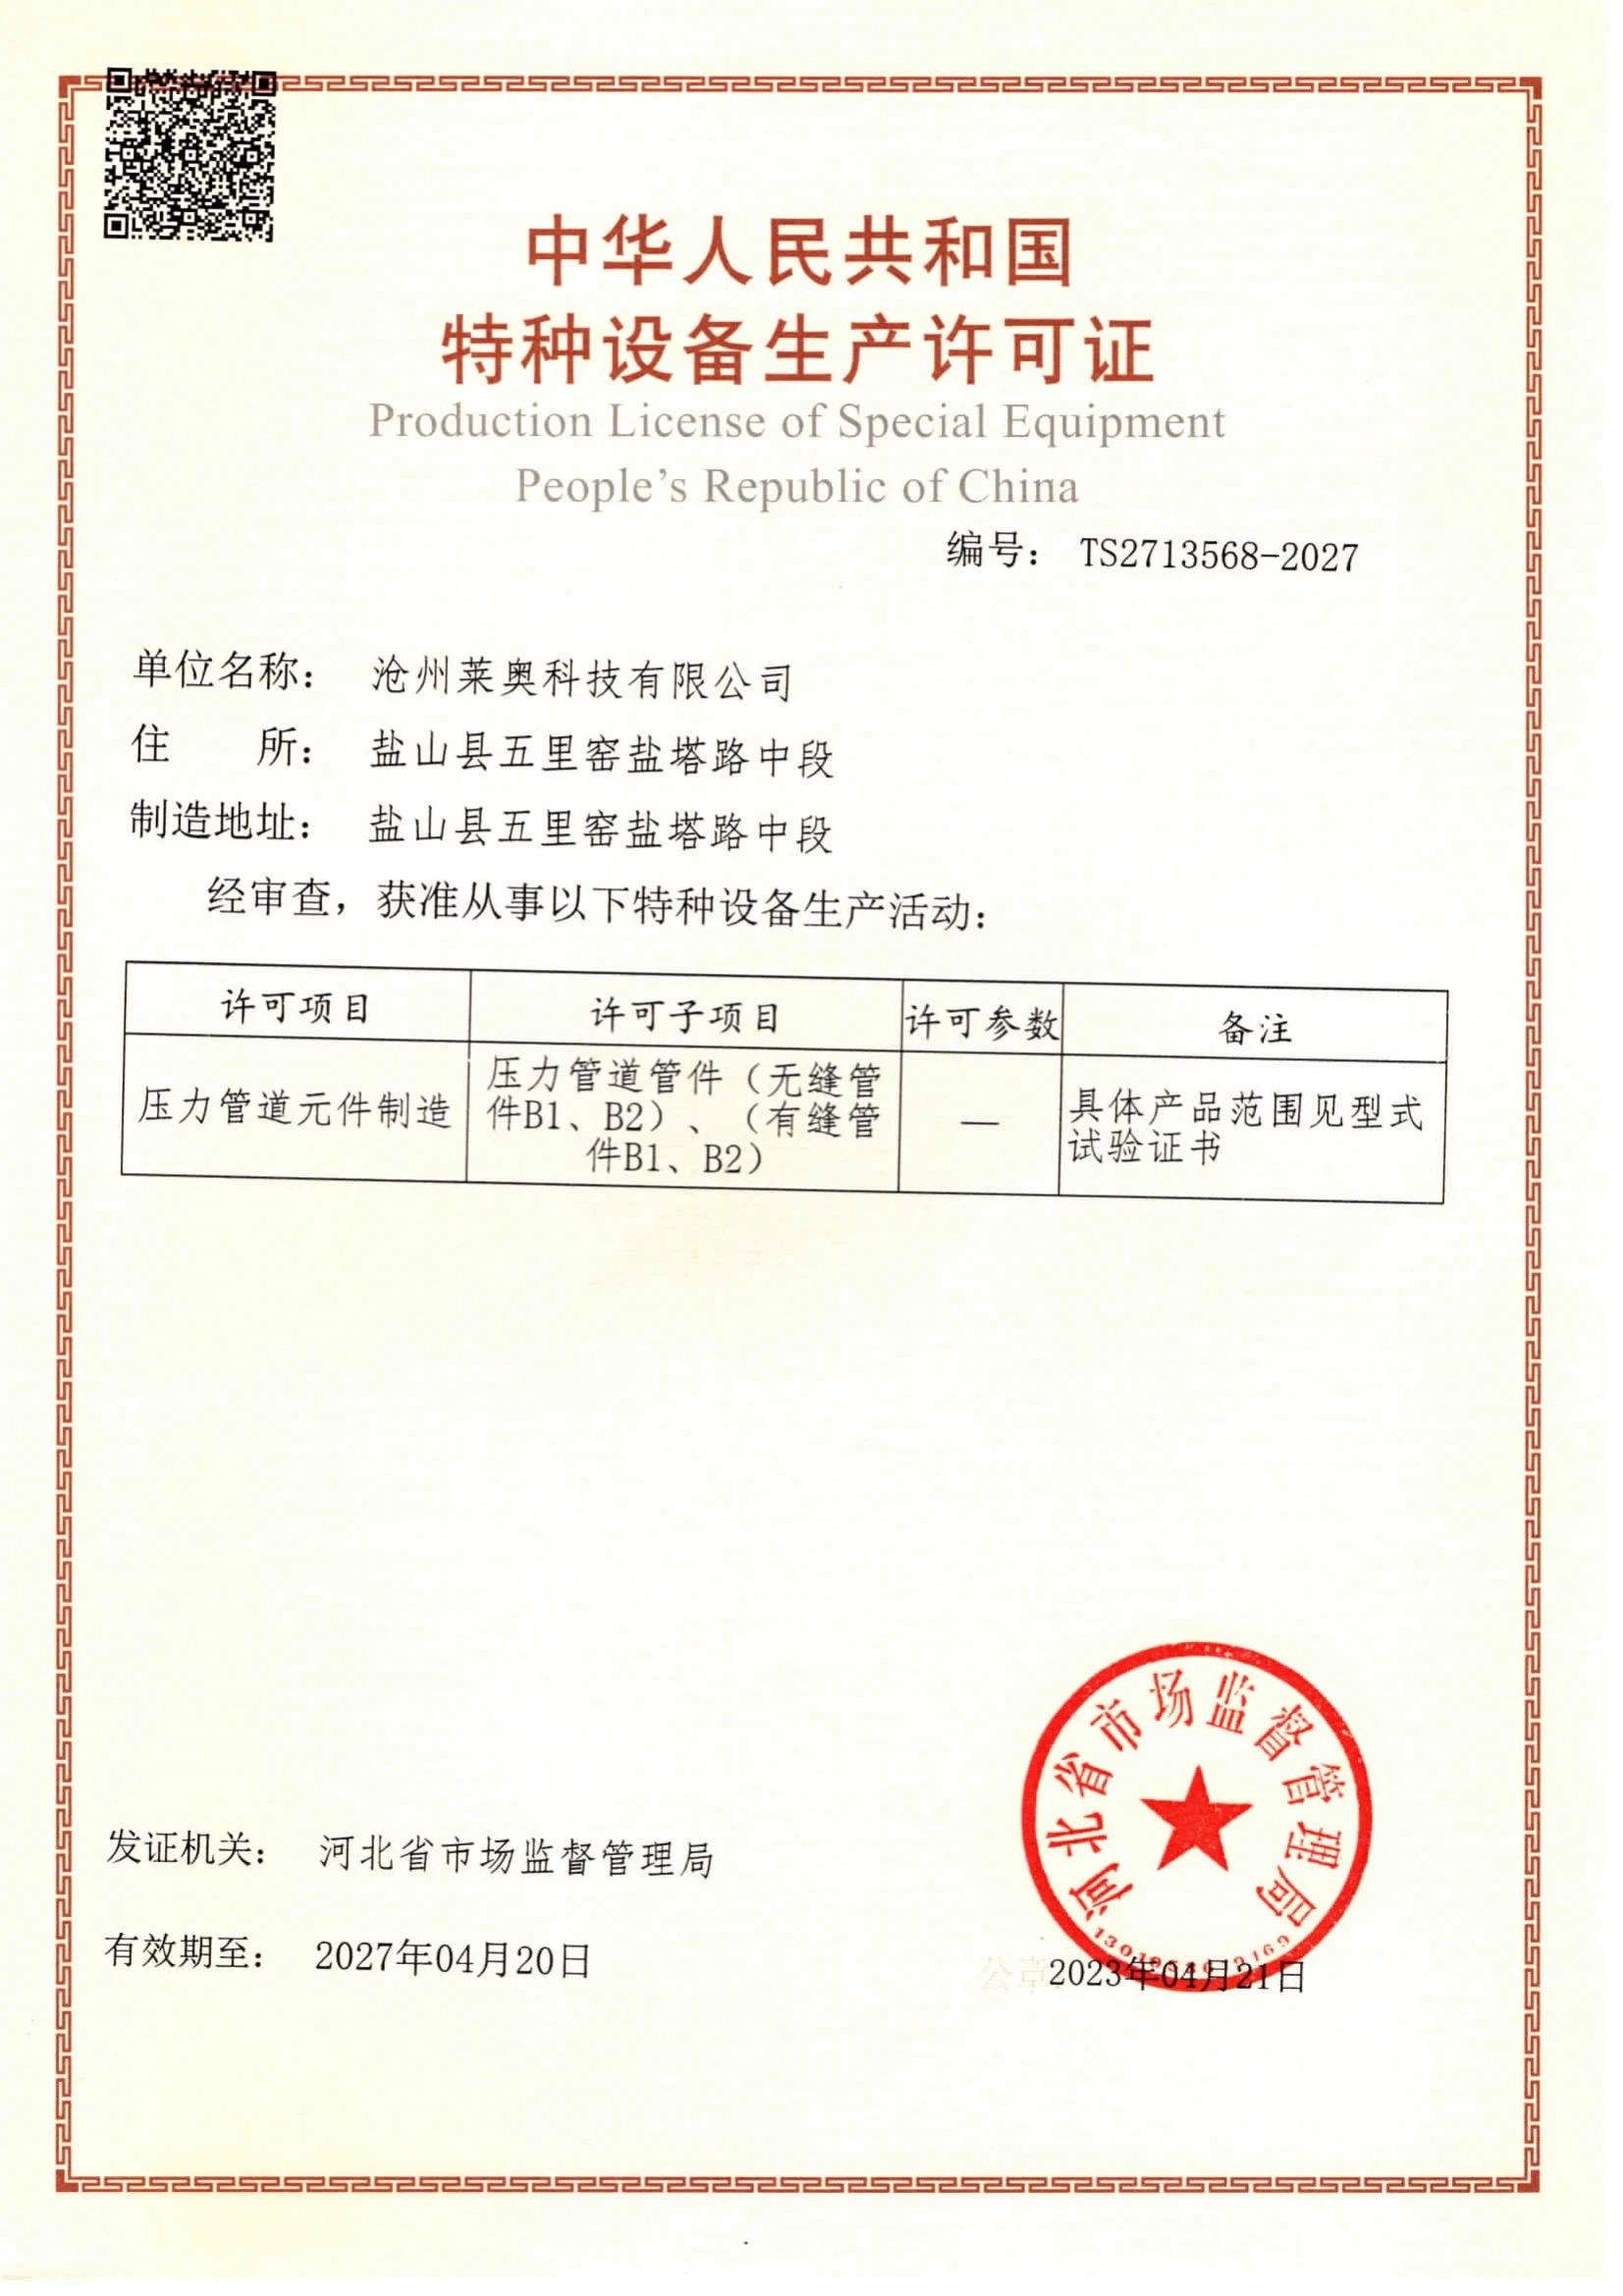 中华人民共和国
特种设备生产许可证
Production License of Special Equipment
People's Republic of China
编号： TS2713568-2027
单位名称： 沧州莱奥科技有限公司
住 所： 盐山县五里窑盐塔路中段
制造地址： 盐山县五里窑盐塔路中段
经审查，获准从事以下特种设备生产活动：
许可项目 许可子项目 许可参数 备注
压力管道元件制造
压力管道管件（无缝管
件B1、B2）、（有缝管
件B1、B2）
—
具体产品范围见型式
试验证书
河北省市场监督管理局
发证机关： 河北省市场监督管理局
有效期至： 2027年04月20日
2023年04月21日